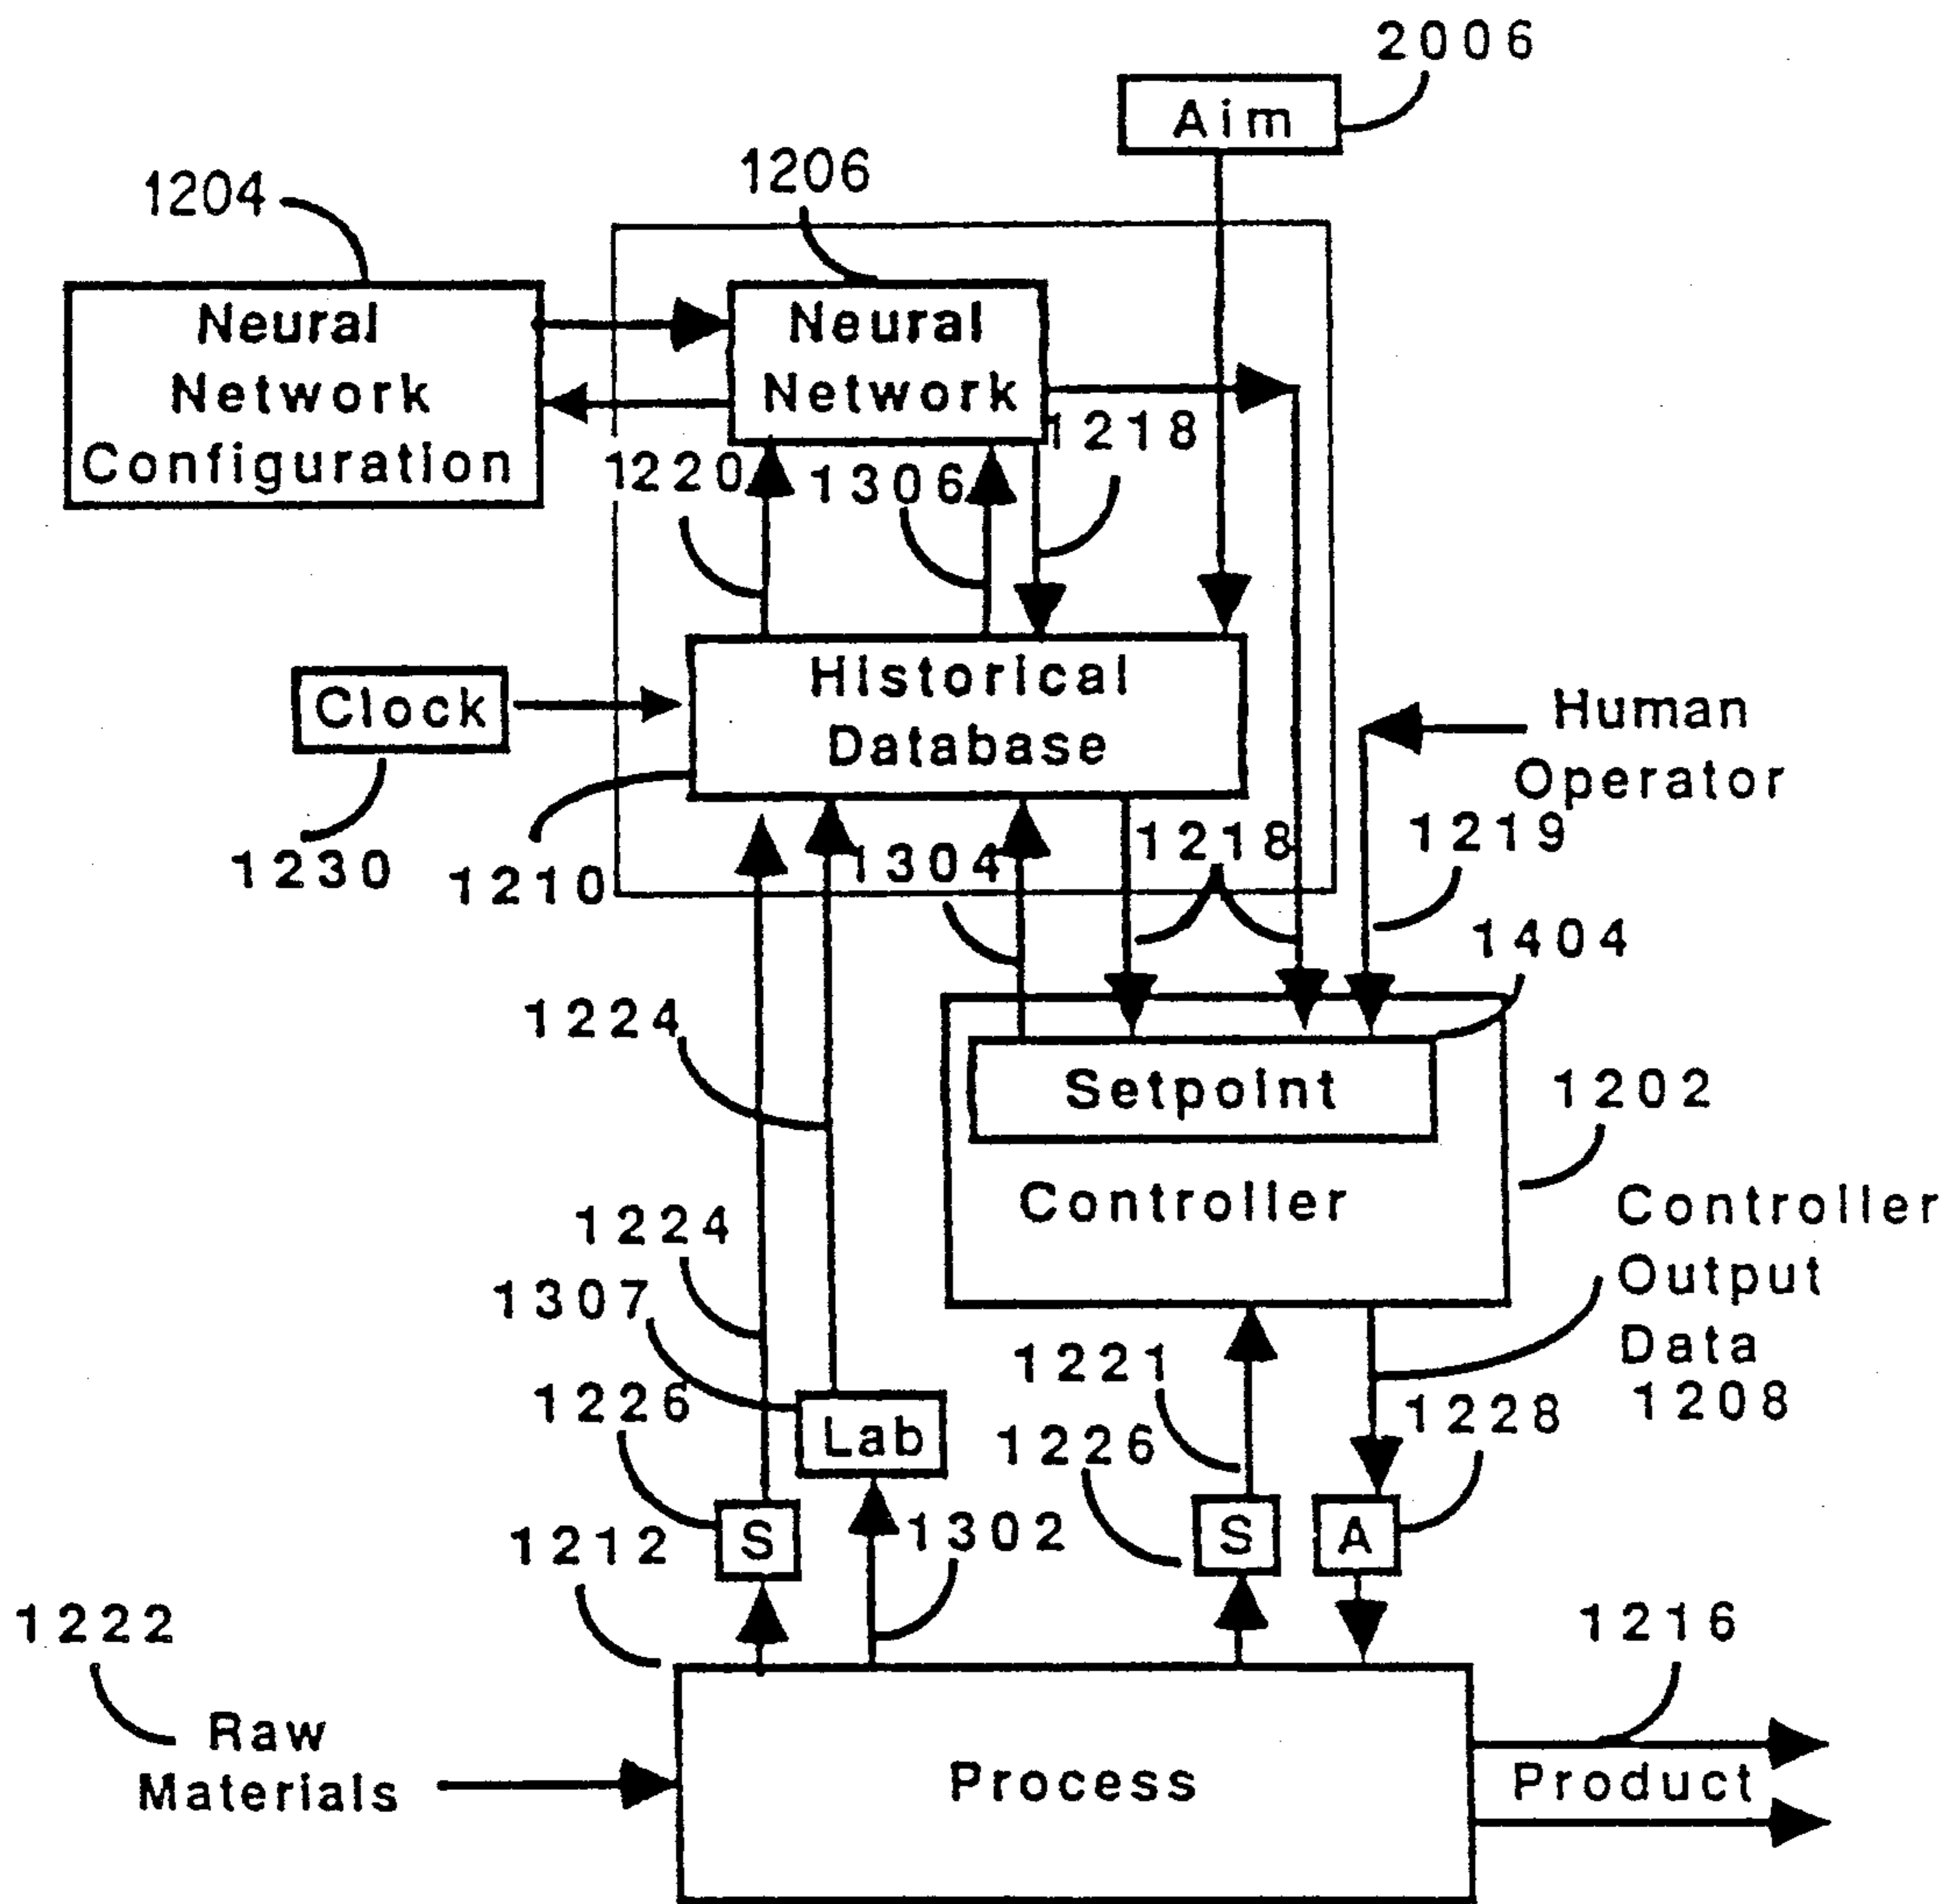 2006
Aim
1204
1206
Neural
Network
Configuration
Neural
Network
1218
1220
1306
Historical
Database
Clock
Human
Operator
1230
1210
1304
1218
1219
1404
1224
Setpoint
1202
Controller
1224
Controller
Output
Data
1208
1307
1221
1226
1228
Lab
1226
1302
1212
S
S
A
1222
1216
Raw
Materials
Process
Product